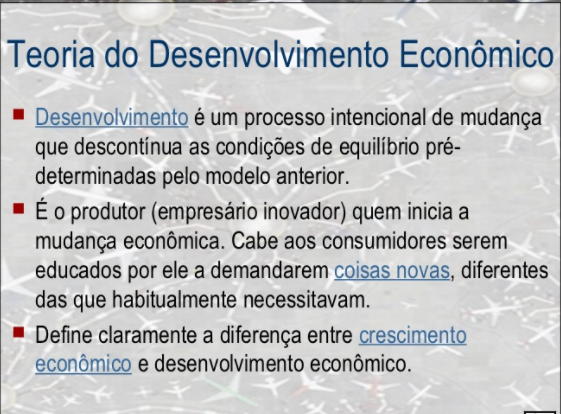 Teoria do Desenvolvimento Econômico
Desenvolvimento é um processo intencional de mudança
que descontínua as condições de equilíbrio pré-
determinadas pelo modelo anterior.
É o produtor (empresário inovador) quem inicia a
mudança econômica. Cabe aos consumidores serem
educados por ele a demandarem coisas novas, diferentes
das que habitualmente necessitavam.
Define claramente a diferença entre crescimento
econômico e desenvolvimento econômico.